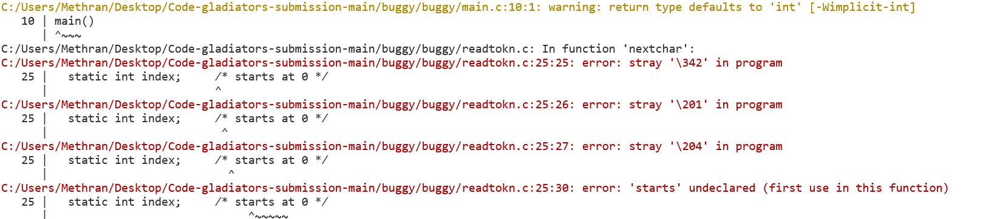 C:/Users/Methran/Desktop/Code-gladiators-submission-main/buggy/buggy/main.c:10:1: warning: return type defaults to 'int' [-Wimplicit-int]
   10 | main()
      | ^~~~
C:/Users/Methran/Desktop/Code-gladiators-submission-main/buggy/buggy/readtokn.c: In function 'nextchar':
C:/Users/Methran/Desktop/Code-gladiators-submission-main/buggy/buggy/readtokn.c:25:25: error: stray '\342' in program
   25 |   static int index;     /* starts at 0 */
      |                         ^
C:/Users/Methran/Desktop/Code-gladiators-submission-main/buggy/buggy/readtokn.c:25:26: error: stray '\201' in program
   25 |   static int index;     /* starts at 0 */
      |                          ^
C:/Users/Methran/Desktop/Code-gladiators-submission-main/buggy/buggy/readtokn.c:25:27: error: stray '\204' in program
   25 |   static int index;     /* starts at 0 */
      |                           ^
C:/Users/Methran/Desktop/Code-gladiators-submission-main/buggy/buggy/readtokn.c:25:30: error: 'starts' undeclared (first use in this function)
   25 |   static int index;     /* starts at 0 */
      |                              ^~~~~~